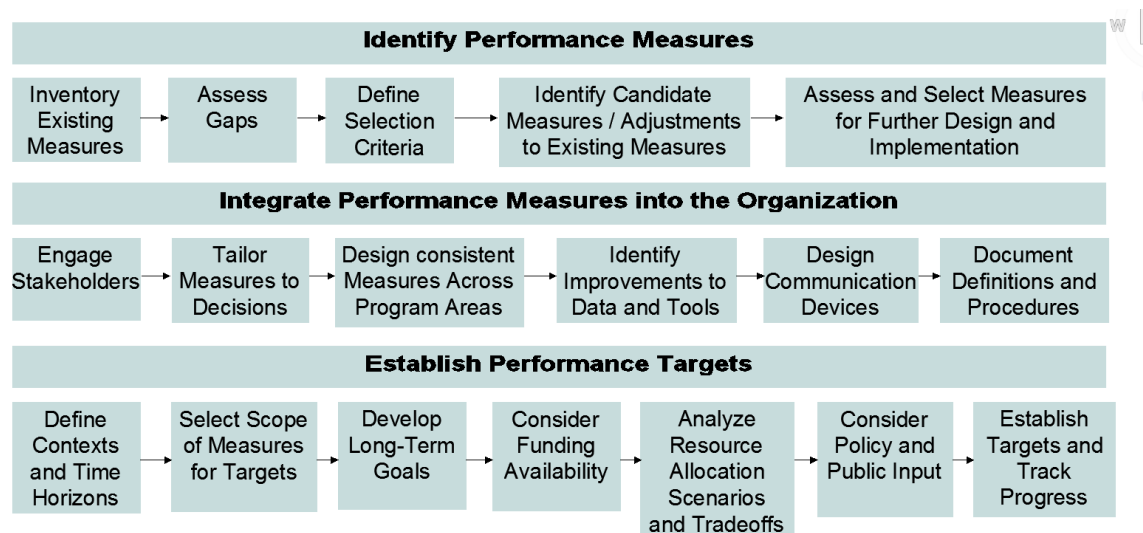 W
Identify Performance Measures
Inventory
Existing
Measures
Assess
Gaps
Define
Selection
Criteria
Identify Candidate
Measures / Adjustments
to Existing Measures
Assess and Select Measures
for Further Design and
Implementation
Integrate Performance Measures into the Organization
Engage
Stakeholders
Tailor
Measures to
Decisions
Design consistent
Measures Across
Program Areas
Identify
Improvements to
Data and Tools
Design
Communication
Devices
Document
Definitions and
Procedures
Establish Performance Targets
Define
Contexts
and Time
Horizons
Select Scope
of Measures
for Targets
Develop
Long-Term
Goals
Consider
Funding
Availability
Analyze
Resource
Allocation
Scenarios
and Tradeoffs
Consider
Policy and
Public Input
Establish
Targets and
Track
Progress